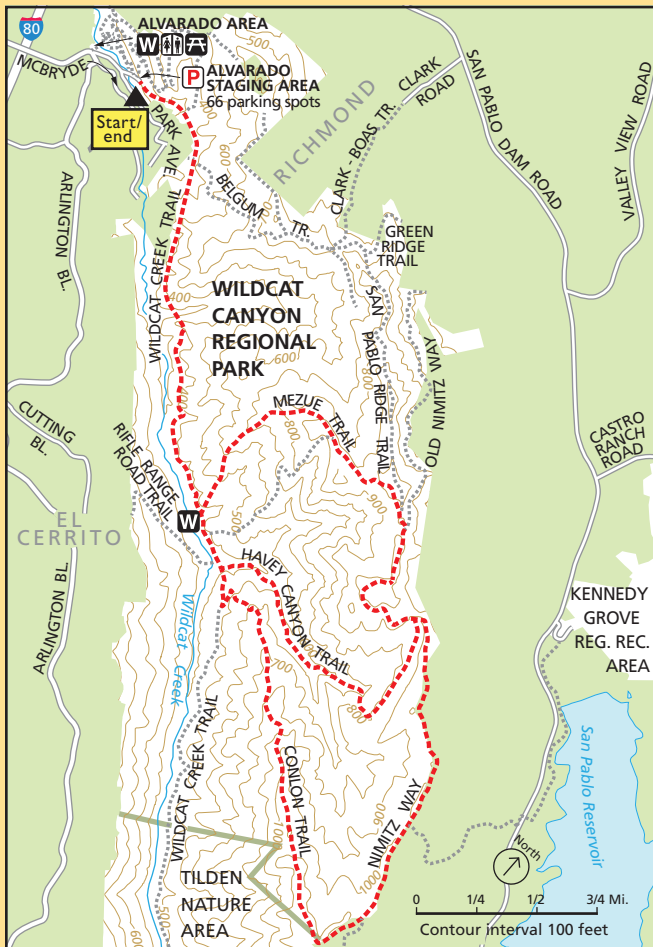 80
ALVARADO AREA
W
MCBRYDE
P
ALVARADO
STAGING AREA
66 parking spots
Start/
end
PARK AVE.
500
600
400
CLARK
ROAD
SAN PABLO DAM ROAD
VALLEY VIEW ROAD
RICHMOND
CLARK - BOAS TR.
BELGUM TR.
ARLINGTON BL.
WILDCAT CREEK TRAIL
GREEN
RIDGE
TRAIL
WILDCAT
CANYON
REGIONAL
PARK
600
SAN PABLO RIDGE TRAIL
800
OLD NIMITZ WAY
MEZUE TRAIL
800
900
500
CUTTING
BL.
RIFLE RANGE
ROAD TRAIL
W
EL
CERRITO
CASTRO
RANCH
ROAD
HAVEY CANYON TRAIL
700
800
KENNEDY
GROVE
REG. REC.
AREA
ARLINGTON BL.
Wildcat Creek
WILDCAT CREEK TRAIL
CONLON TRAIL
NIMITZ WAY
900
1000
San Pablo Reservoir
TILDEN
NATURE
AREA
500
North
0 1/4 1/2 3/4 Mi.
Contour interval 100 feet